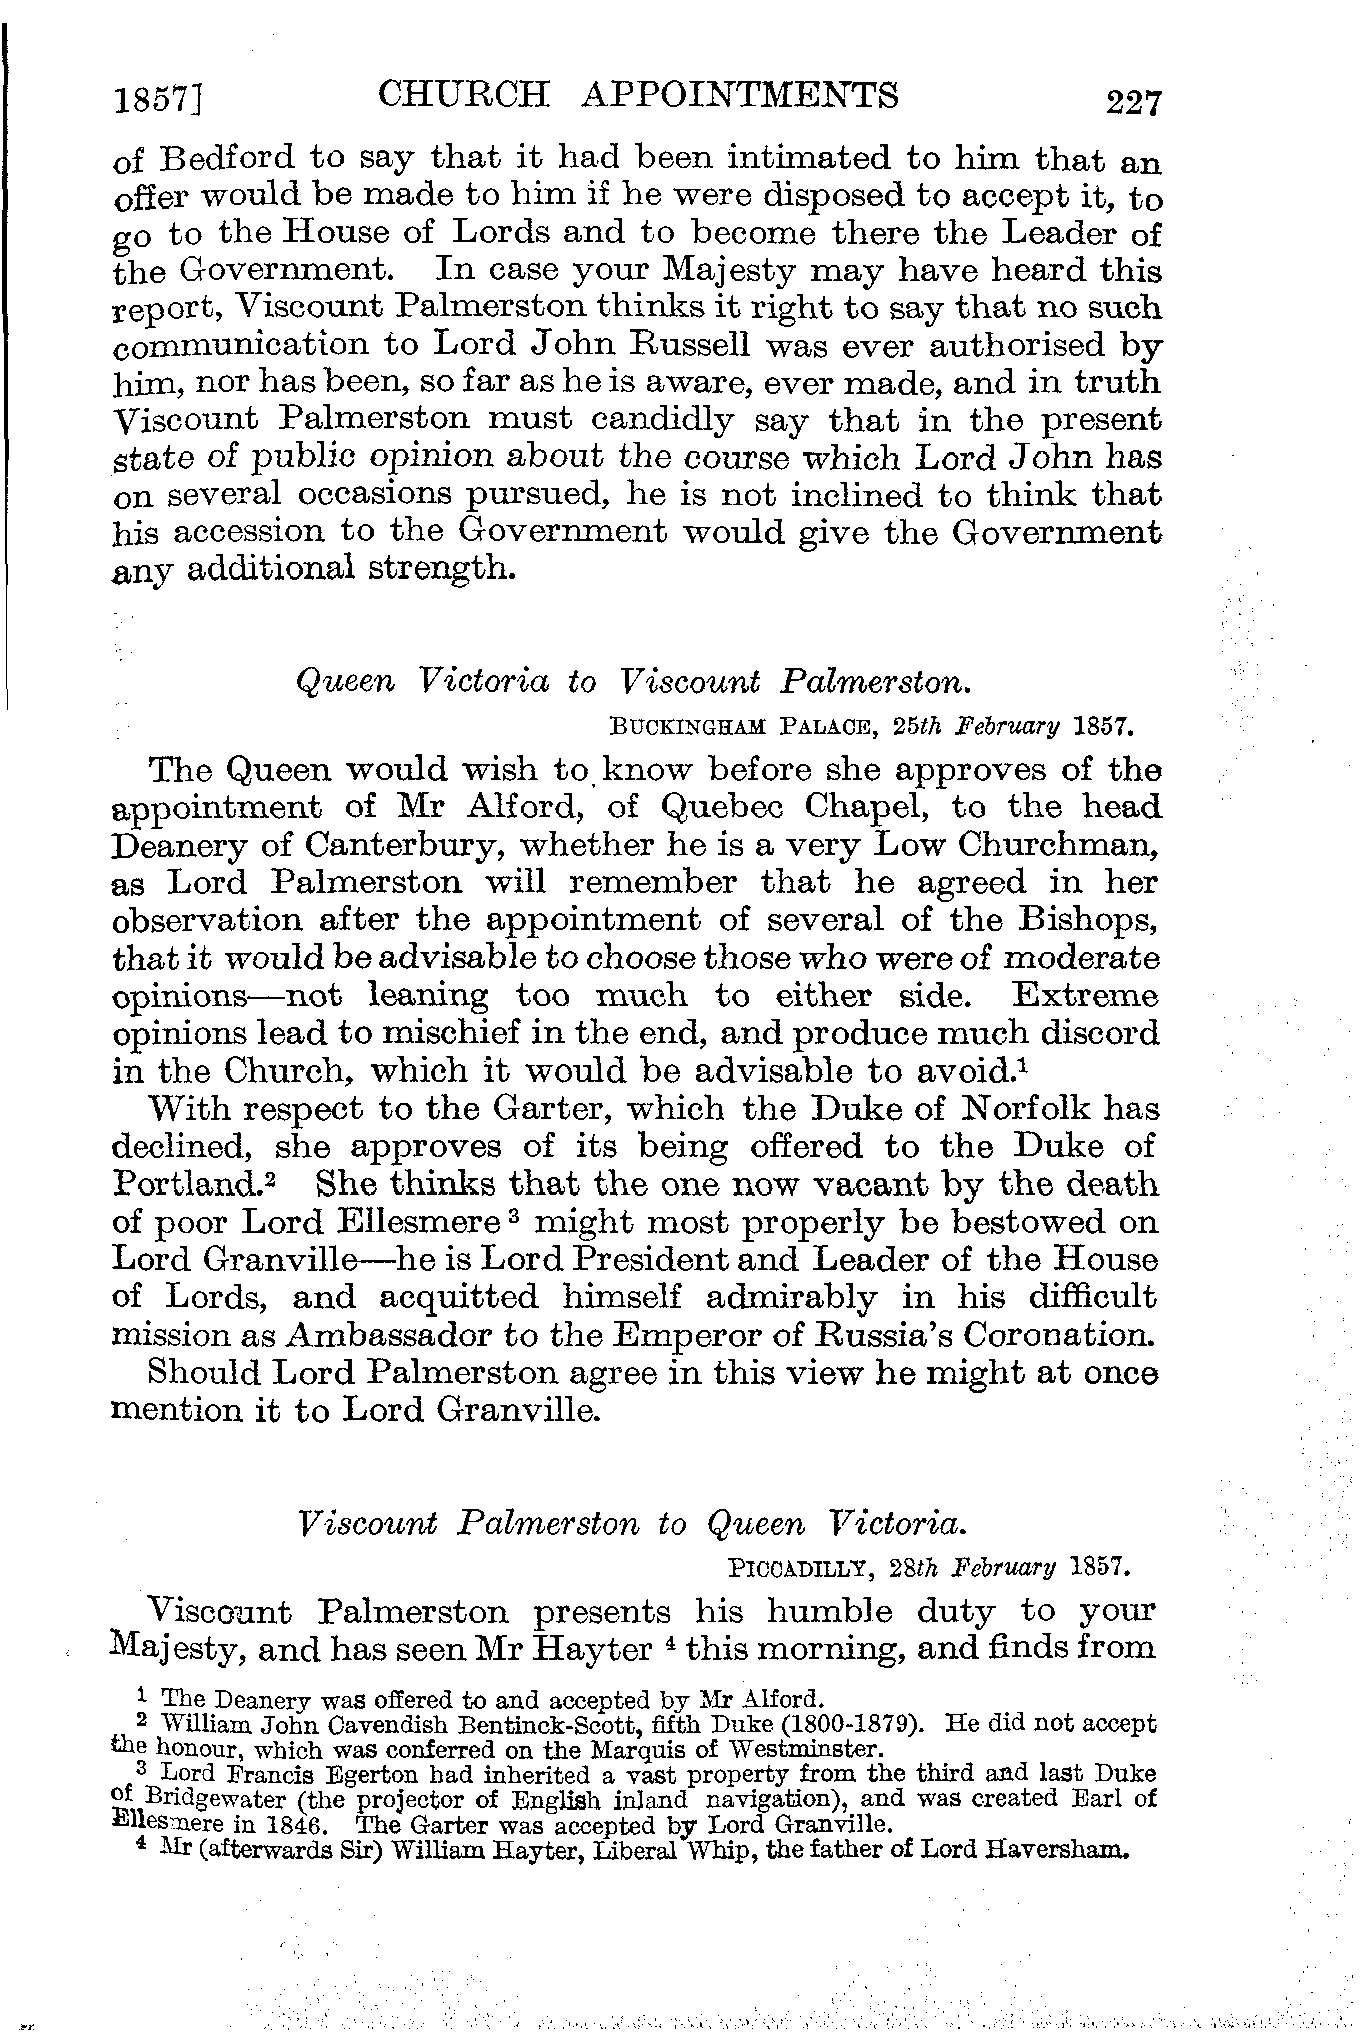 1857] CHURCH APPOINTMENTS 227
of Bedford to say that it had been intimated to him that an
offer would be made to him if he were disposed to accept it, to
go to the House of Lords and to become there the Leader of
the Government. In case your Majesty may have heard this
report, Viscount Palmerston thinks it right to say that no such
communication to Lord John Russell was ever authorised by
him, nor has been, so far as he is aware, ever made, and in truth
Viscount Palmerston must candidly say that in the present
state of public opinion about the course which Lord John has
on several occasions pursued, he is not inclined to think that
his accession to the Government would give the Government
any additional strength.
Queen Victoria to Viscount Palmerston.
BUCKINGHAM PALACE, 25th February 1857.
The Queen would wish to know before she approves of the
appointment of Mr Alford, of Quebec Chapel, to the head
Deanery of Canterbury, whether he is a very Low Churchman,
as Lord Palmerston will remember that he agreed in her
observation after the appointment of several of the Bishops,
that it would be advisable to choose those who were of moderate
opinions—not leaning too much to either side. Extreme
opinions lead to mischief in the end, and produce much discord
in the Church, which it would be advisable to avoid.¹
With respect to the Garter, which the Duke of Norfolk has
declined, she approves of its being offered to the Duke of
Portland.² She thinks that the one now vacant by the death
of poor Lord Ellesmere ³ might most properly be bestowed on
Lord Granville—he is Lord President and Leader of the House
of Lords, and acquitted himself admirably in his difficult
mission as Ambassador to the Emperor of Russia's Coronation.
Should Lord Palmerston agree in this view he might at once
mention it to Lord Granville.
Viscount Palmerston to Queen Victoria.
PICCADILLY, 28th February 1857.
Viscount Palmerston presents his humble duty to your
Majesty, and has seen Mr Hayter ⁴ this morning, and finds from
¹ The Deanery was offered to and accepted by Mr Alford.
² William John Cavendish Bentinck-Scott, fifth Duke (1800-1879). He did not accept
the honour, which was conferred on the Marquis of Westminster.
³ Lord Francis Egerton had inherited a vast property from the third and last Duke
of Bridgewater (the projector of English inland navigation), and was created Earl of
Ellesmere in 1846. The Garter was accepted by Lord Granville.
⁴ Mr (afterwards Sir) William Hayter, Liberal Whip, the father of Lord Haversham.